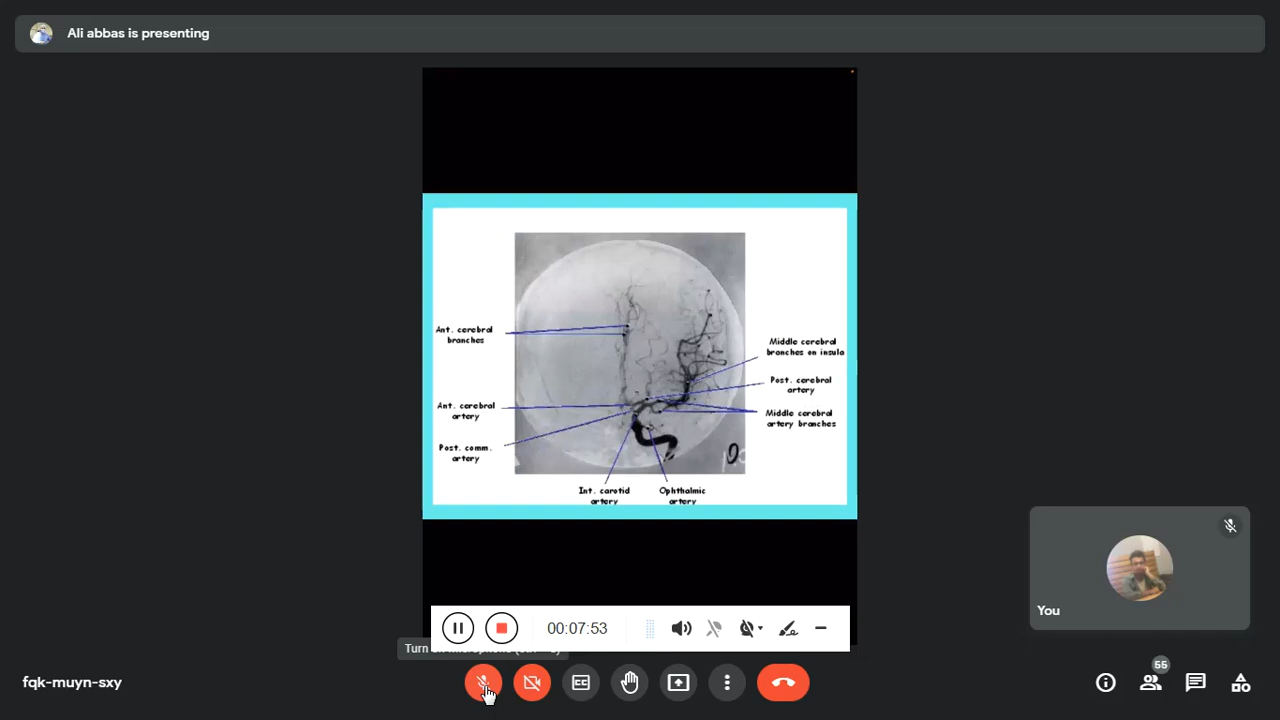 Ali abbas is presenting
Ant. cerebral
branches
Middle cerebral
branches on insula
Post. cerebral
artery
Ant. cerebral
artery
Middle cerebral
artery branches
Post. comm.
artery
Int. carotid
artery
Ophthalmic
artery
You
00:07:53
Turn
fqk-muyn-sxy
CC
55